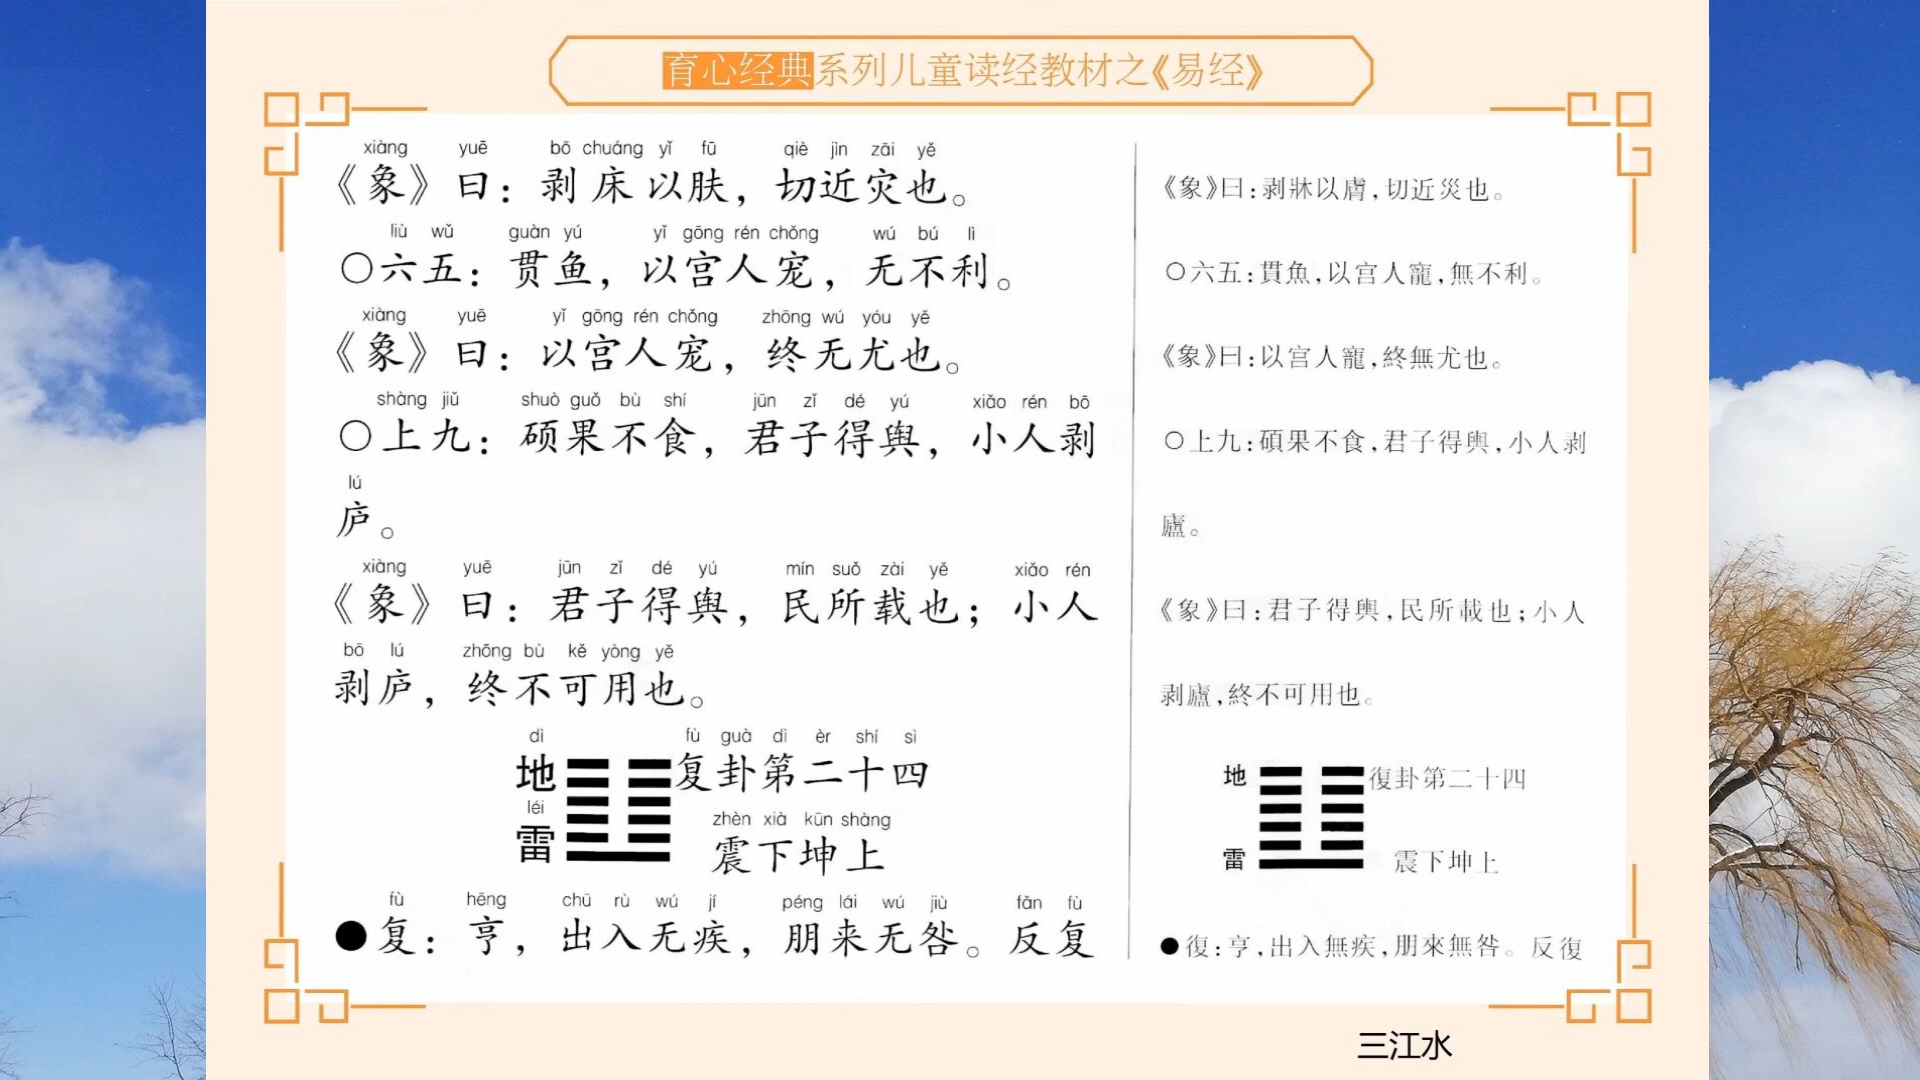 育心经典系列儿童读经教材之《易经》
xiàng yuē bō chuáng yǐ fū qiè jìn zāi yě
《象》曰：剥床以肤，切近灾也。
liù wǔ guàn yú yǐ gōng rén chǒng wú bú lì
○六五：贯鱼，以宫人宠，无不利。
xiàng yuē yǐ gōng rén chǒng zhōng wú yóu yě
《象》曰：以宫人宠，终无尤也。
shàng jiǔ shuò guǒ bù shí jūn zǐ dé yú xiǎo rén bō
○上九：硕果不食，君子得舆，小人剥
lú
庐。
xiàng yuē jūn zǐ dé yú mín suǒ zài yě xiǎo rén
《象》曰：君子得舆，民所载也；小人
bō lú zhōng bù kě yòng yě
剥庐，终不可用也。
dì fù guà dì èr shí sì
地 复卦第二十四
léi zhèn xià kūn shàng
雷 震下坤上
fù hēng chū rù wú jí péng lái wú jiù fǎn fù
●复：亨，出入无疾，朋来无咎。反复
《象》曰：剥牀以膚，切近災也。
○六五：貫魚，以宫人寵，無不利。
《象》曰：以宫人寵，終無尤也。
○上九：碩果不食，君子得輿，小人剥
廬。
《象》曰：君子得輿，民所載也；小人
剥廬，終不可用也。
地 復卦第二十四
雷 震下坤上
●復：亨，出入無疾，朋來無咎。反復
三江水